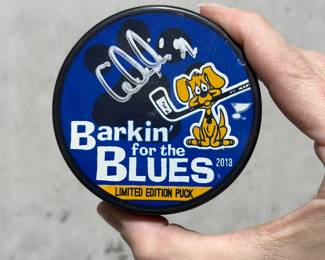 Barkin'
for the
BLUES
2013
LIMITED EDITION PUCK